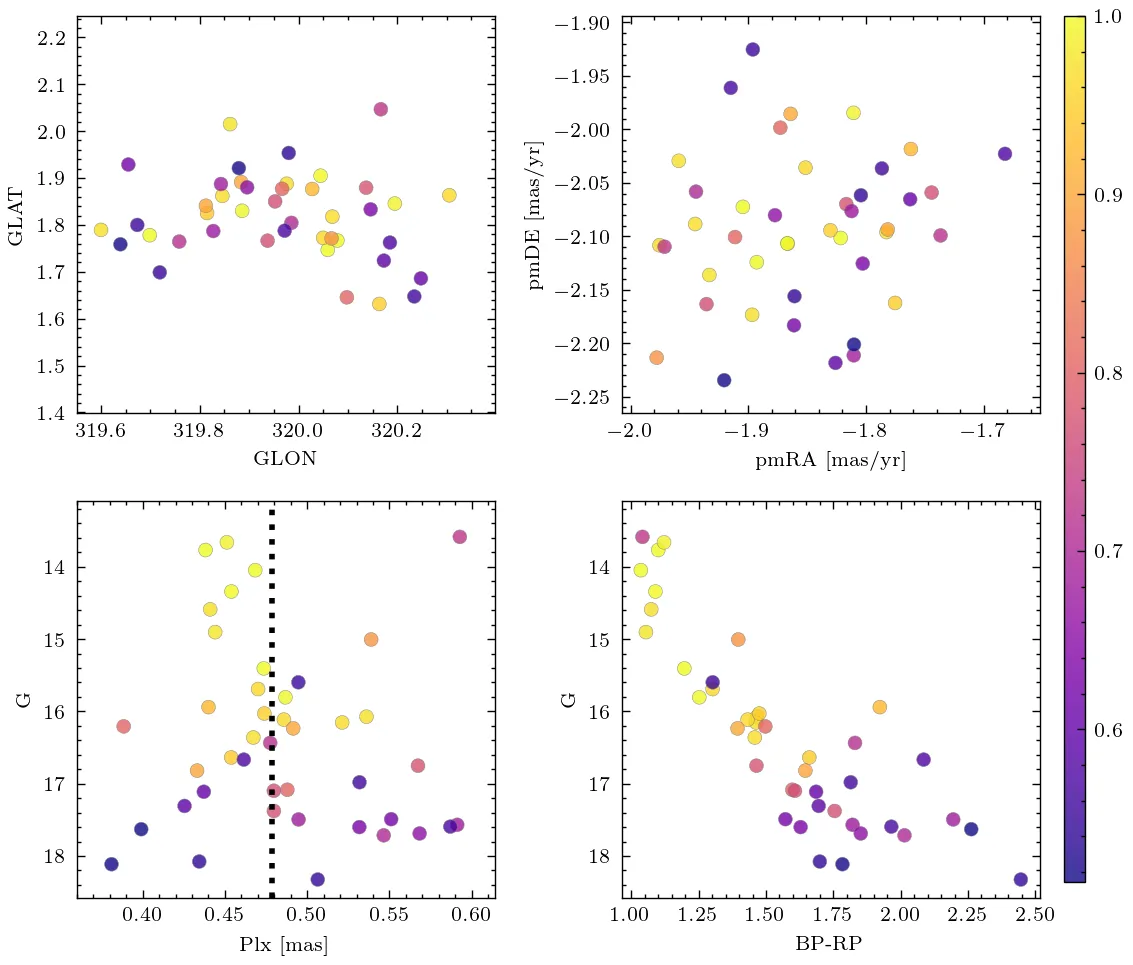 2.2
2.1
2.0
1.9
1.8
1.7
1.6
1.5
1.4
GLAT
319.6 319.8 320.0 320.2
GLON
−1.90
−1.95
−2.00
−2.05
−2.10
−2.15
−2.20
−2.25
pmDE [mas/yr]
−2.0 −1.9 −1.8 −1.7
pmRA [mas/yr]
14
15
16
17
18
G
0.40 0.45 0.50 0.55 0.60
Plx [mas]
14
15
16
17
18
G
1.00 1.25 1.50 1.75 2.00 2.25 2.50
BP-RP
1.0
0.9
0.8
0.7
0.6